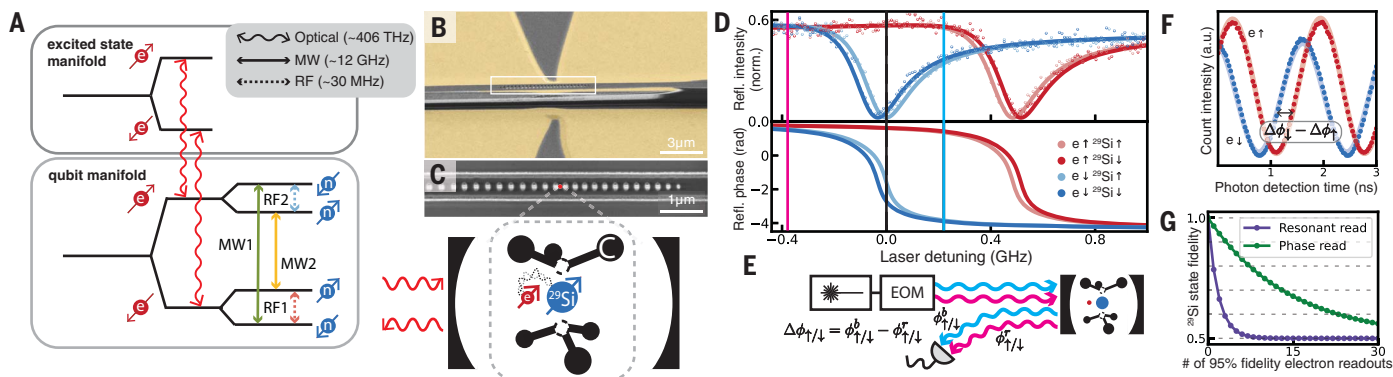 A
excited state
manifold
Optical (~406 THz)
MW (~12 GHz)
RF (~30 MHz)
e
e
qubit manifold
e
n
RF2
n
MW1
MW2
e
n
RF1
n
B
3μm
C
1μm
e
29Si
n
D
Refl. intensity
(norm.)
0.6
0.0
Refl. phase (rad)
0
−2
−4
e↑29Si↑
e↑29Si↓
e↓29Si↑
e↓29Si↓
−0.4 0.0 0.4 0.8
Laser detuning (GHz)
E
EOM
Δϕ↑/↓ = ϕᵇ↑/↓ − ϕʳ↑/↓
ϕᵇ↑/↓
ϕʳ↑/↓
F
Count intensity (a.u.)
e↑
e↓
Δϕ↓ − Δϕ↑
1 2 3
Photon detection time (ns)
G
29Si state fidelity
1.0
0.5
Resonant read
Phase read
0 15 30
# of 95% fidelity electron readouts